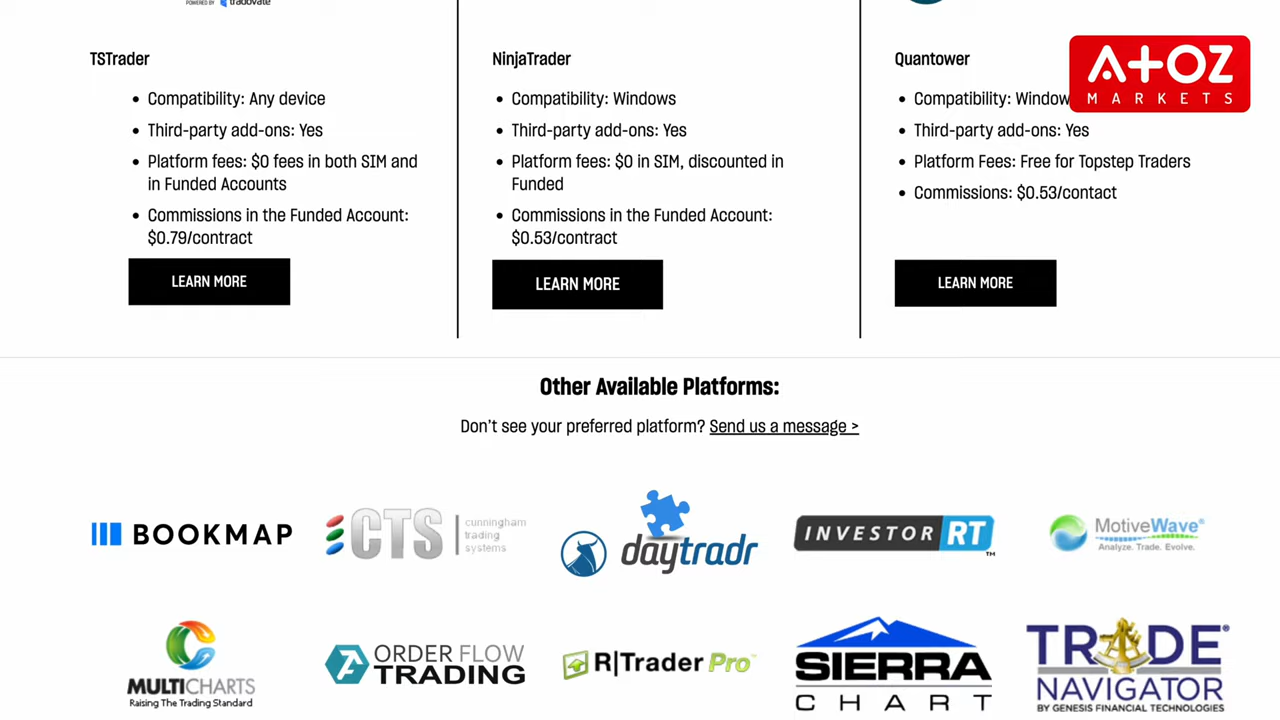 POWERED BY tradovate
TSTrader
Compatibility: Any device
Third-party add-ons: Yes
Platform fees: $0 fees in both SIM and
in Funded Accounts
Commissions in the Funded Account:
$0.79/contract
LEARN MORE
NinjaTrader
Compatibility: Windows
Third-party add-ons: Yes
Platform fees: $0 in SIM, discounted in
Funded
Commissions in the Funded Account:
$0.53/contract
LEARN MORE
Quantower
Compatibility: Window
Third-party add-ons: Yes
Platform Fees: Free for Topstep Traders
Commissions: $0.53/contact
LEARN MORE
ATOZ
MARKETS
Other Available Platforms:
Don't see your preferred platform? Send us a message >
BOOKMAP
CTS
cunningham
trading
systems
daytradr
INVESTOR RT
TM
MotiveWave®
Analyze. Trade. Evolve.
MULTICHARTS
Raising The Trading Standard
ORDER FLOW
TRADING
R|Trader Pro™
SIERRA
CHART
TRADE®
NAVIGATOR
BY GENESIS FINANCIAL TECHNOLOGIES